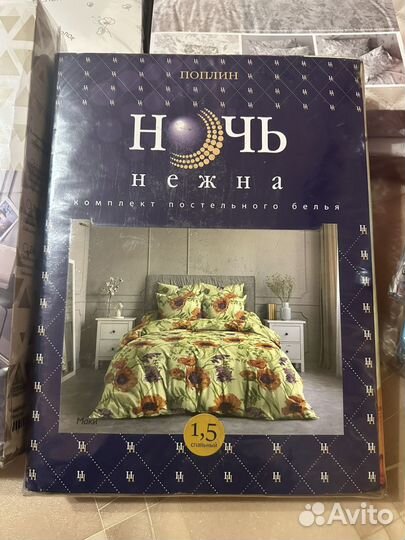 ПОПЛИН
НОЧЬ
нежна
комплект постельного белья
Маки
1,5
спальный
Avito